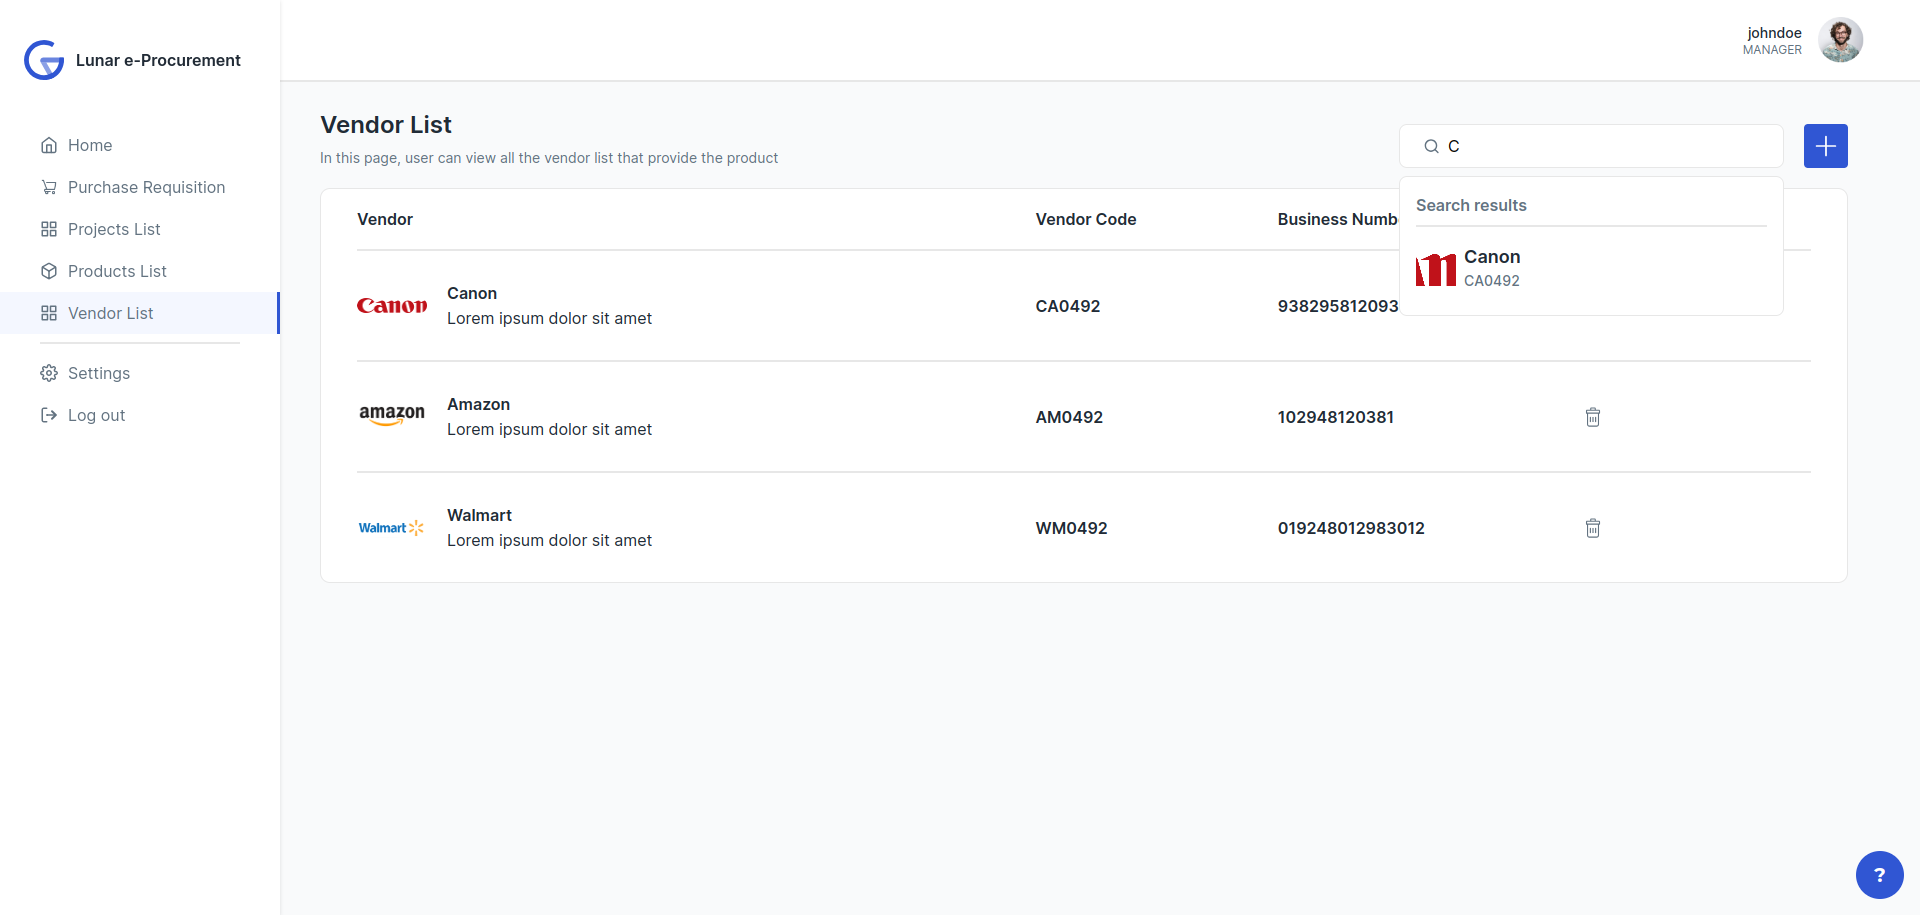 Lunar e-Procurement
johndoe
MANAGER
Home
Purchase Requisition
Projects List
Products List
Vendor List
Settings
Log out
Vendor List
In this page, user can view all the vendor list that provide the product
C
Search results
Canon
CA0492
Vendor Vendor Code Business Numb
Canon
Canon
Lorem ipsum dolor sit amet
CA0492 938295812093
amazon
Amazon
Lorem ipsum dolor sit amet
AM0492 102948120381
Walmart
Walmart
Lorem ipsum dolor sit amet
WM0492 019248012983012
?